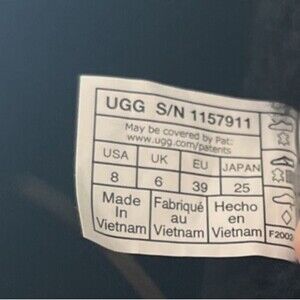 UGG S/N 1157911
May be covered by Pat:
www.ugg.com/patents
USA UK EU JAPAN
8 6 39 25
Made Fabriqué Hecho
In au en
Vietnam Vietnam Vietnam